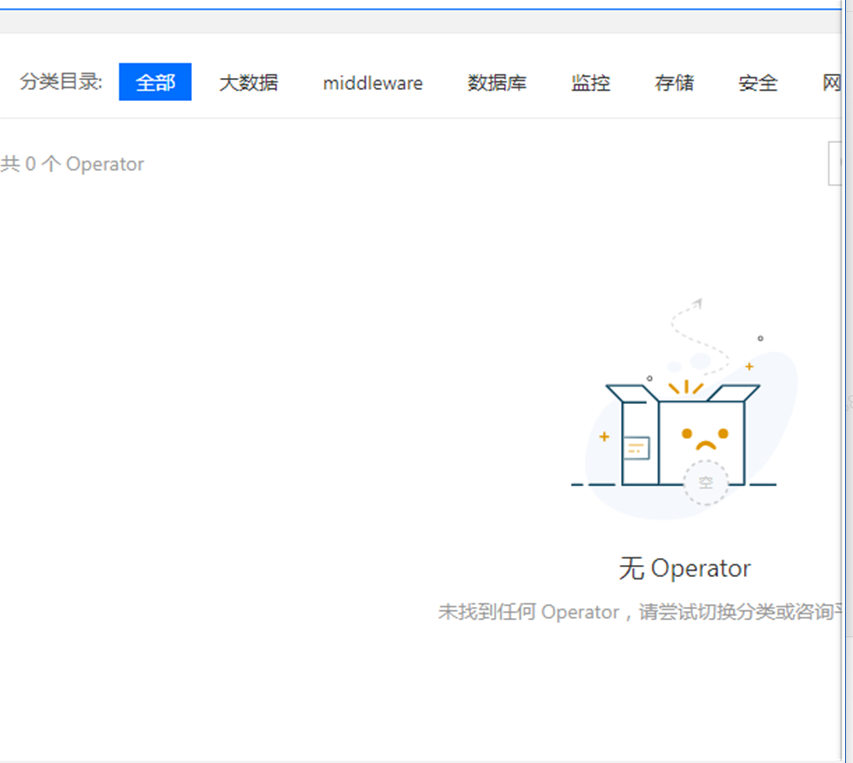 分类目录: 全部 大数据 middleware 数据库 监控 存储 安全 网
共 0 个 Operator
空
无 Operator
未找到任何 Operator，请尝试切换分类或咨询